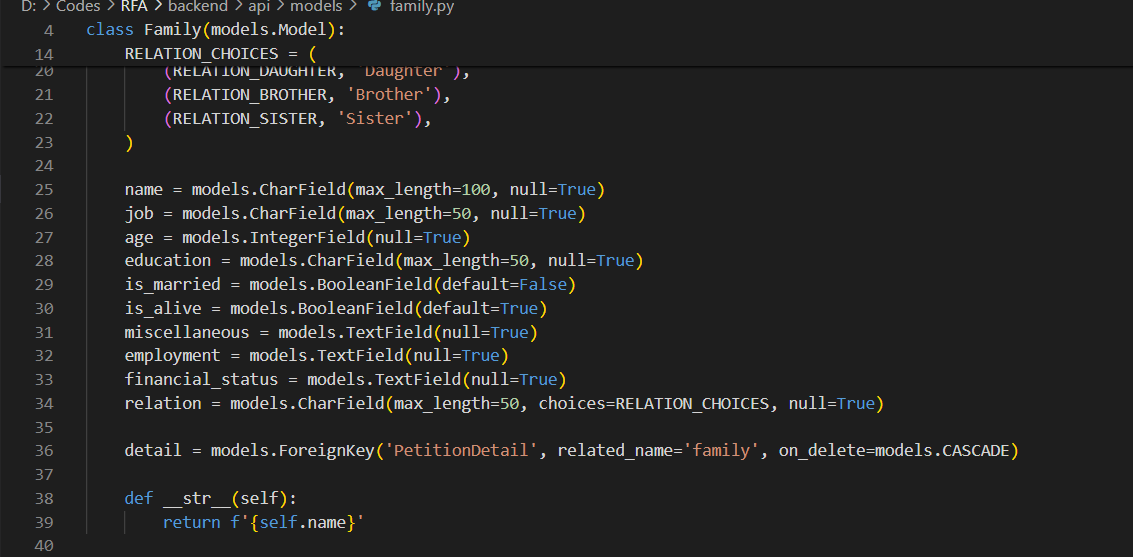 D: > Codes > RFA > backend > api > models > family.py
4 class Family(models.Model):
14 RELATION_CHOICES = (
20 (RELATION_DAUGHTER, 'Daughter'),
21 (RELATION_BROTHER, 'Brother'),
22 (RELATION_SISTER, 'Sister'),
23 )
24
25 name = models.CharField(max_length=100, null=True)
26 job = models.CharField(max_length=50, null=True)
27 age = models.IntegerField(null=True)
28 education = models.CharField(max_length=50, null=True)
29 is_married = models.BooleanField(default=False)
30 is_alive = models.BooleanField(default=True)
31 miscellaneous = models.TextField(null=True)
32 employment = models.TextField(null=True)
33 financial_status = models.TextField(null=True)
34 relation = models.CharField(max_length=50, choices=RELATION_CHOICES, null=True)
35
36 detail = models.ForeignKey('PetitionDetail', related_name='family', on_delete=models.CASCADE)
37
38 def __str__(self):
39 return f'{self.name}'
40